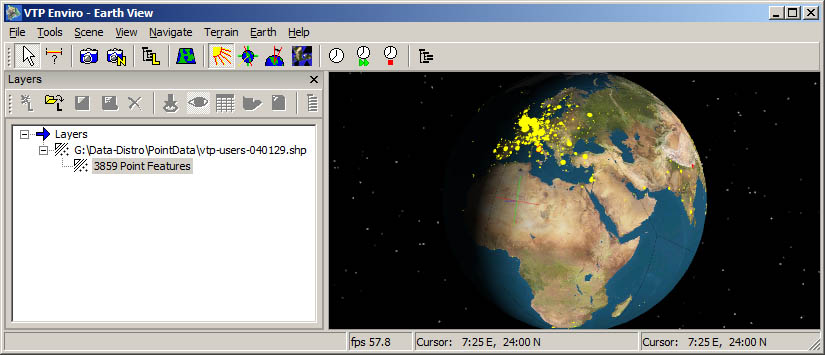 VTP Enviro - Earth View
File Tools Scene View Navigate Terrain Earth Help
Layers
Layers
G:\Data-Distro\PointData\vtp-users-040129.shp
3859 Point Features
fps 57.8 Cursor: 7:25 E, 24:00 N Cursor: 7:25 E, 24:00 N